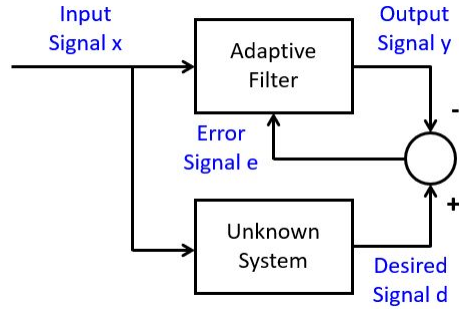 Input
Signal x
Output
Signal y
Adaptive
Filter
-
Error
Signal e
+
Unknown
System
Desired
Signal d